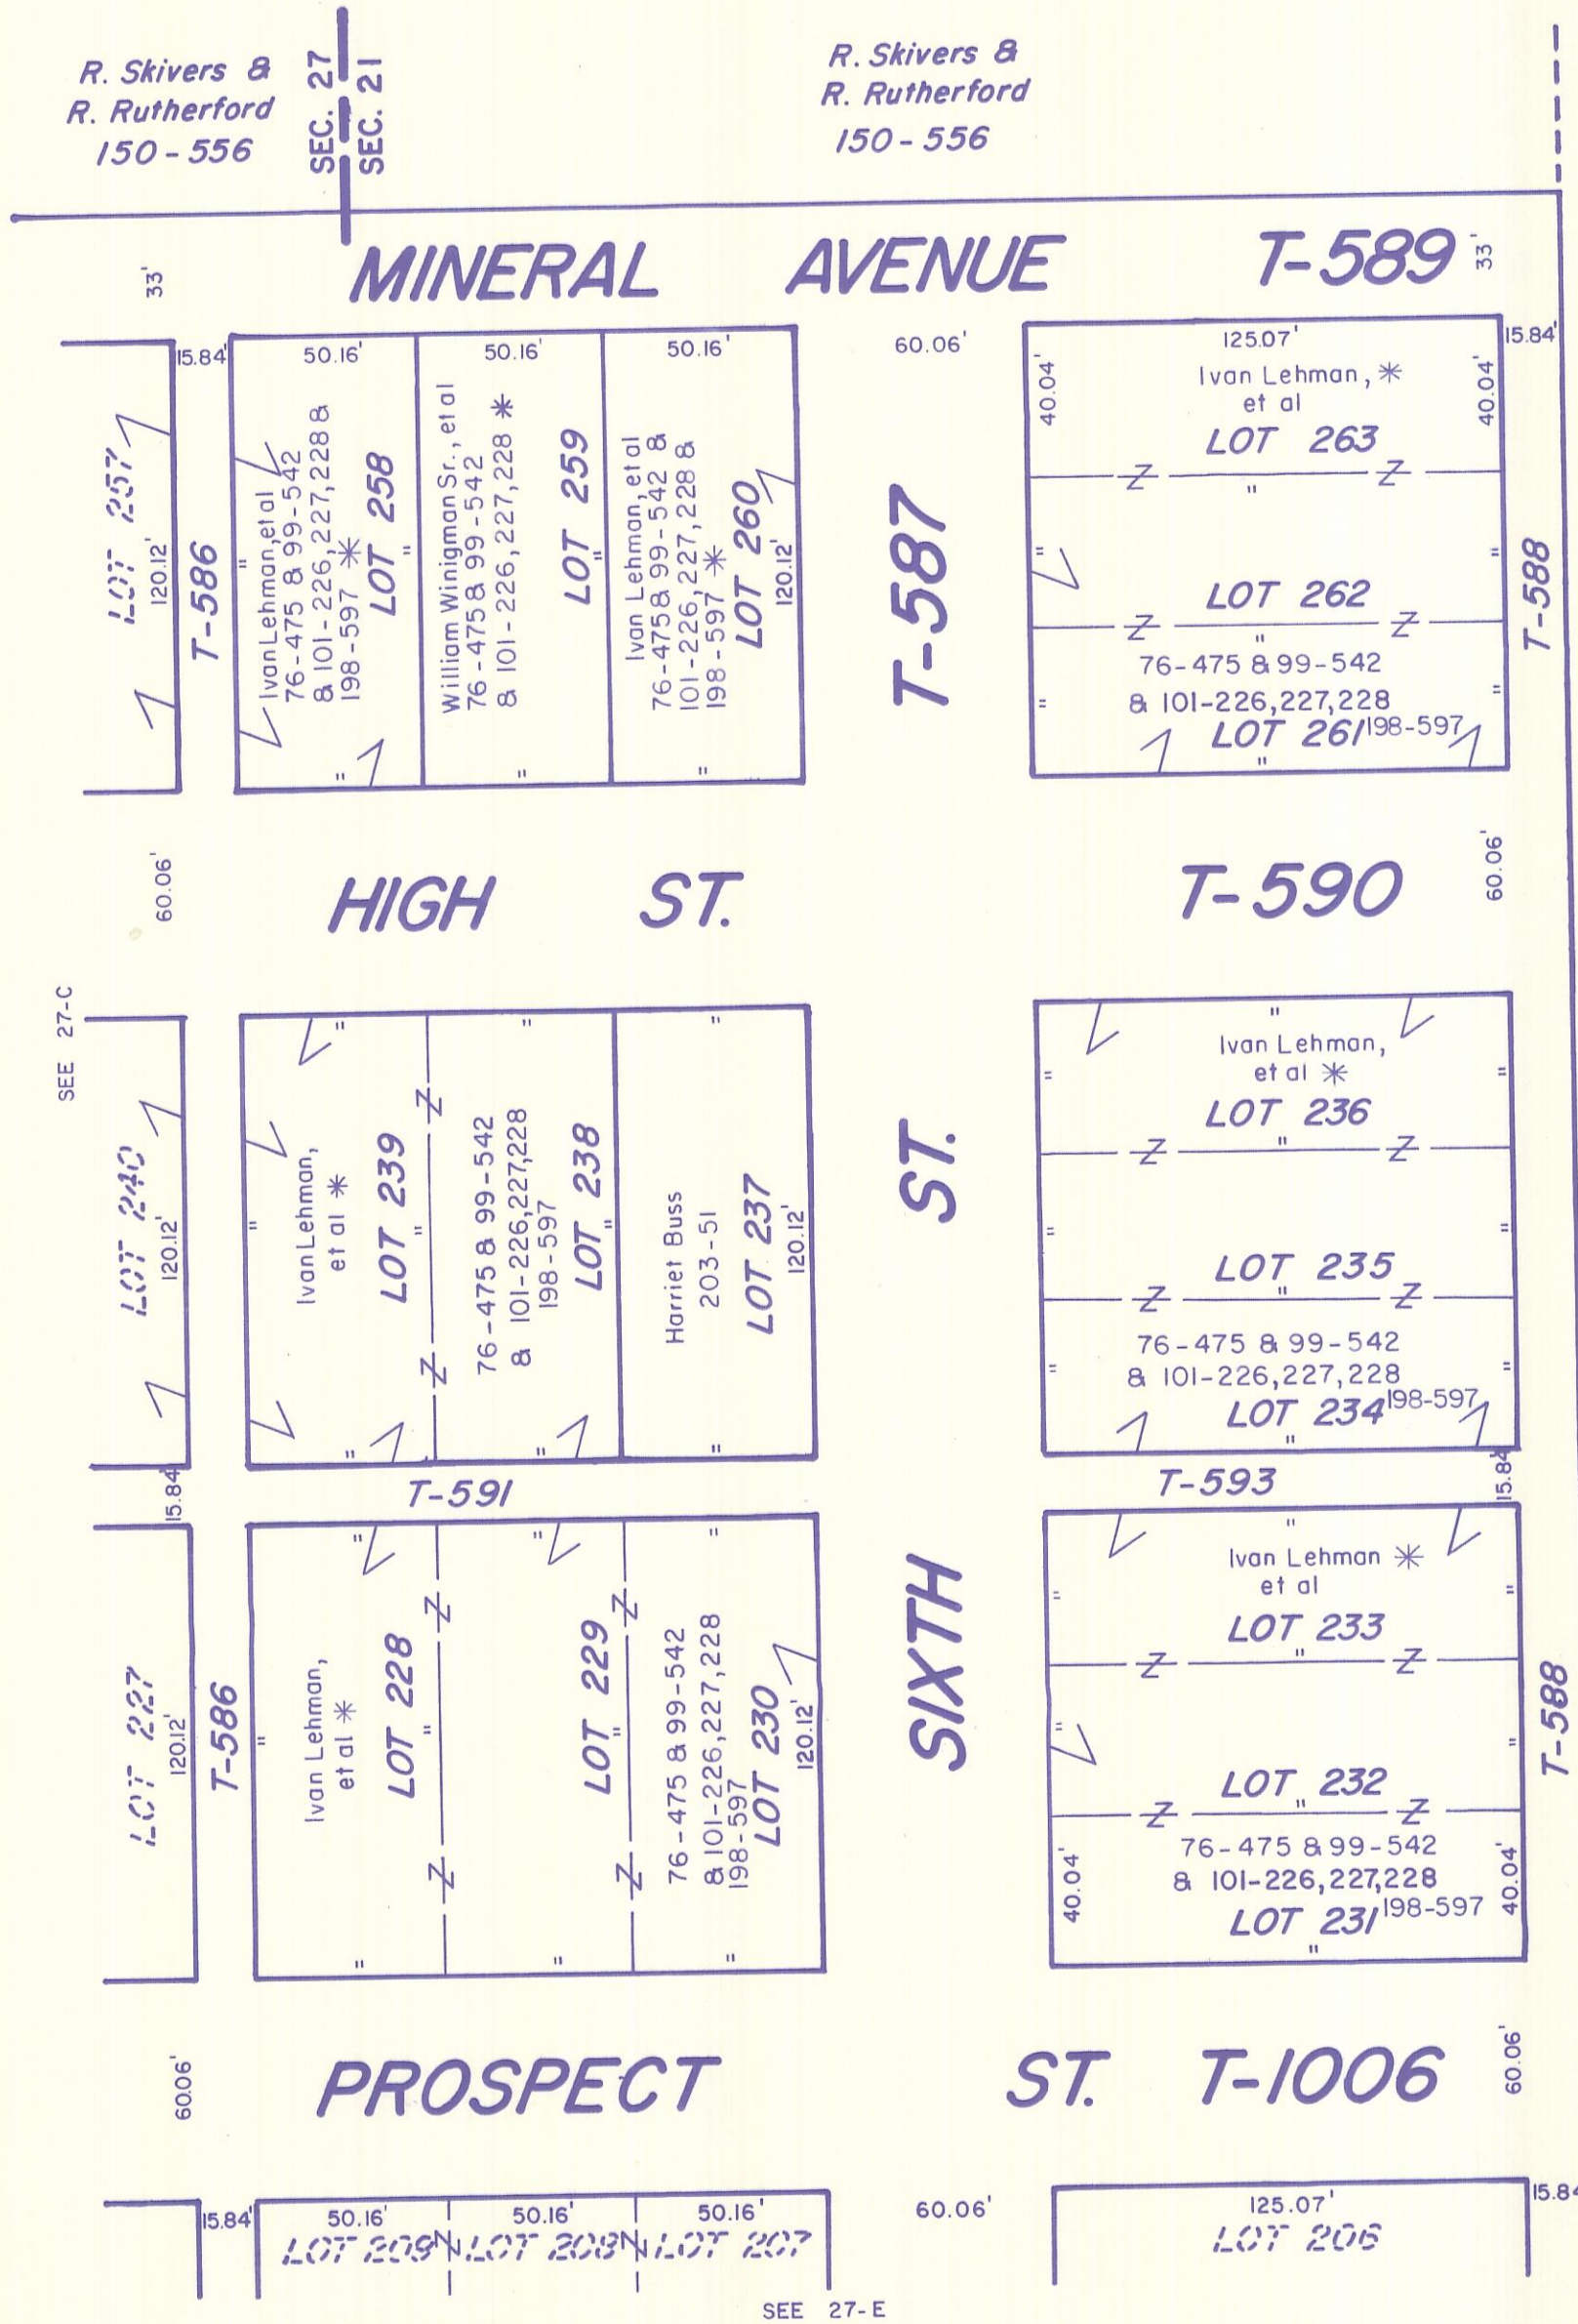 R. Skivers &
R. Rutherford
150-556
SEC. 27
SEC. 21
R. Skivers &
R. Rutherford
150-556
33'
MINERAL AVENUE T-589
33'
15.84'
50.16'
50.16'
50.16'
60.06'
125.07'
15.84'
LOT 257
120.12'
T-586
"
Ivan Lehman, et al
76-475 & 99-542
& 101-226,227,228 &
198-597 *
LOT 258
"
"
William Winigman Sr., et al
76-475 & 99-542
& 101-226,227,228 *
LOT 259
"
"
Ivan Lehman, et al
76-475 & 99-542 &
101-226,227,228 &
198-597 *
LOT 260
120.12'
"
T-587
40.04'
Ivan Lehman, *
et al
40.04'
LOT 263
Z Z
"
"
"
LOT 262
Z Z
"
76-475 & 99-542
& 101-226,227,228
"
"
LOT 261 198-597
"
T-588
60.06'
HIGH ST.
T-590
60.06'
SEE 27-C
LOT 240
120.12'
"
"
Ivan Lehman,
et al *
LOT 239
"
"
Z Z
"
76-475 & 99-542
& 101-226,227,228
198-597
LOT 238
"
"
"
Harriet Buss
203-51
LOT 237
120.12'
"
ST.
"
"
"
Ivan Lehman,
et al *
LOT 236
Z Z
"
"
"
LOT 235
Z Z
"
76-475 & 99-542
& 101-226,227,228
"
"
LOT 234 198-597
"
15.84'
T-591
T-593
15.84'
LOT 227
120.12'
T-586
"
"
Ivan Lehman,
et al *
LOT 228
"
"
Z Z
"
LOT 229
"
"
Z Z
"
76-475 & 99-542
& 101-226,227,228
198-597
LOT 230
120.12'
"
SIXTH
"
"
"
Ivan Lehman *
et al
LOT 233
Z Z
"
"
"
LOT 232
Z Z
"
40.04'
76-475 & 99-542
& 101-226,227,228
LOT 231 198-597
"
40.04'
T-588
60.06'
PROSPECT ST. T-1006
60.06'
15.84'
50.16'
50.16'
50.16'
60.06'
125.07'
15.84
LOT 209 Z LOT 208 Z LOT 207
LOT 206
SEE 27-E